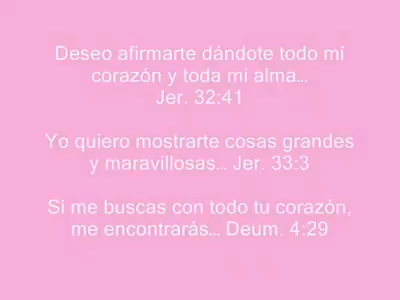 Deseo afirmarte dándote todo mi
corazón y toda mi alma...
Jer. 32:41
Yo quiero mostrarte cosas grandes
y maravillosas... Jer. 33:3
Si me buscas con todo tu corazón,
me encontrarás... Deum. 4:29